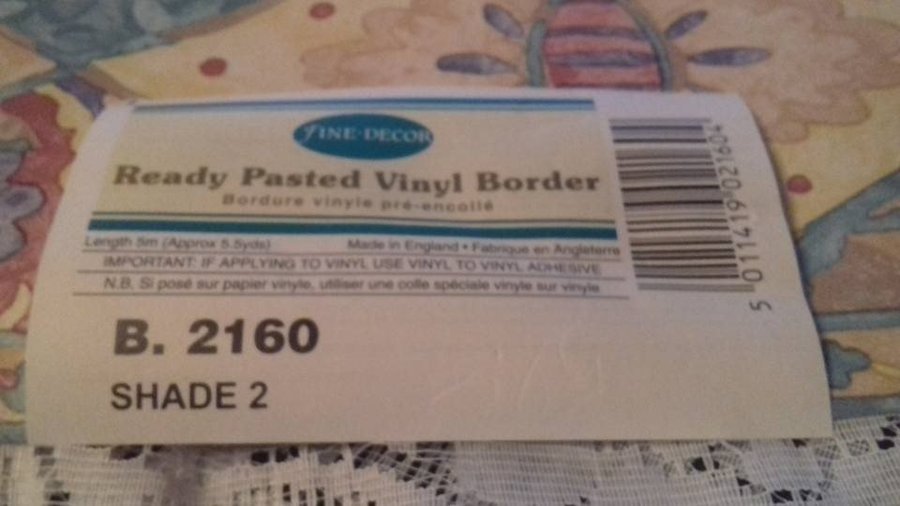 FINE·DECOR
Ready Pasted Vinyl Border
Bordure vinyle pré-encollé
Length 5m (Approx 5.5yds) Made in England • Fabrique en Angleterre
IMPORTANT: IF APPLYING TO VINYL USE VINYL TO VINYL ADHESIVE
N.B. Si posé sur papier vinyle, utiliser une colle spéciale vinyle sur vinyle
B. 2160
SHADE 2
5 011419 021604